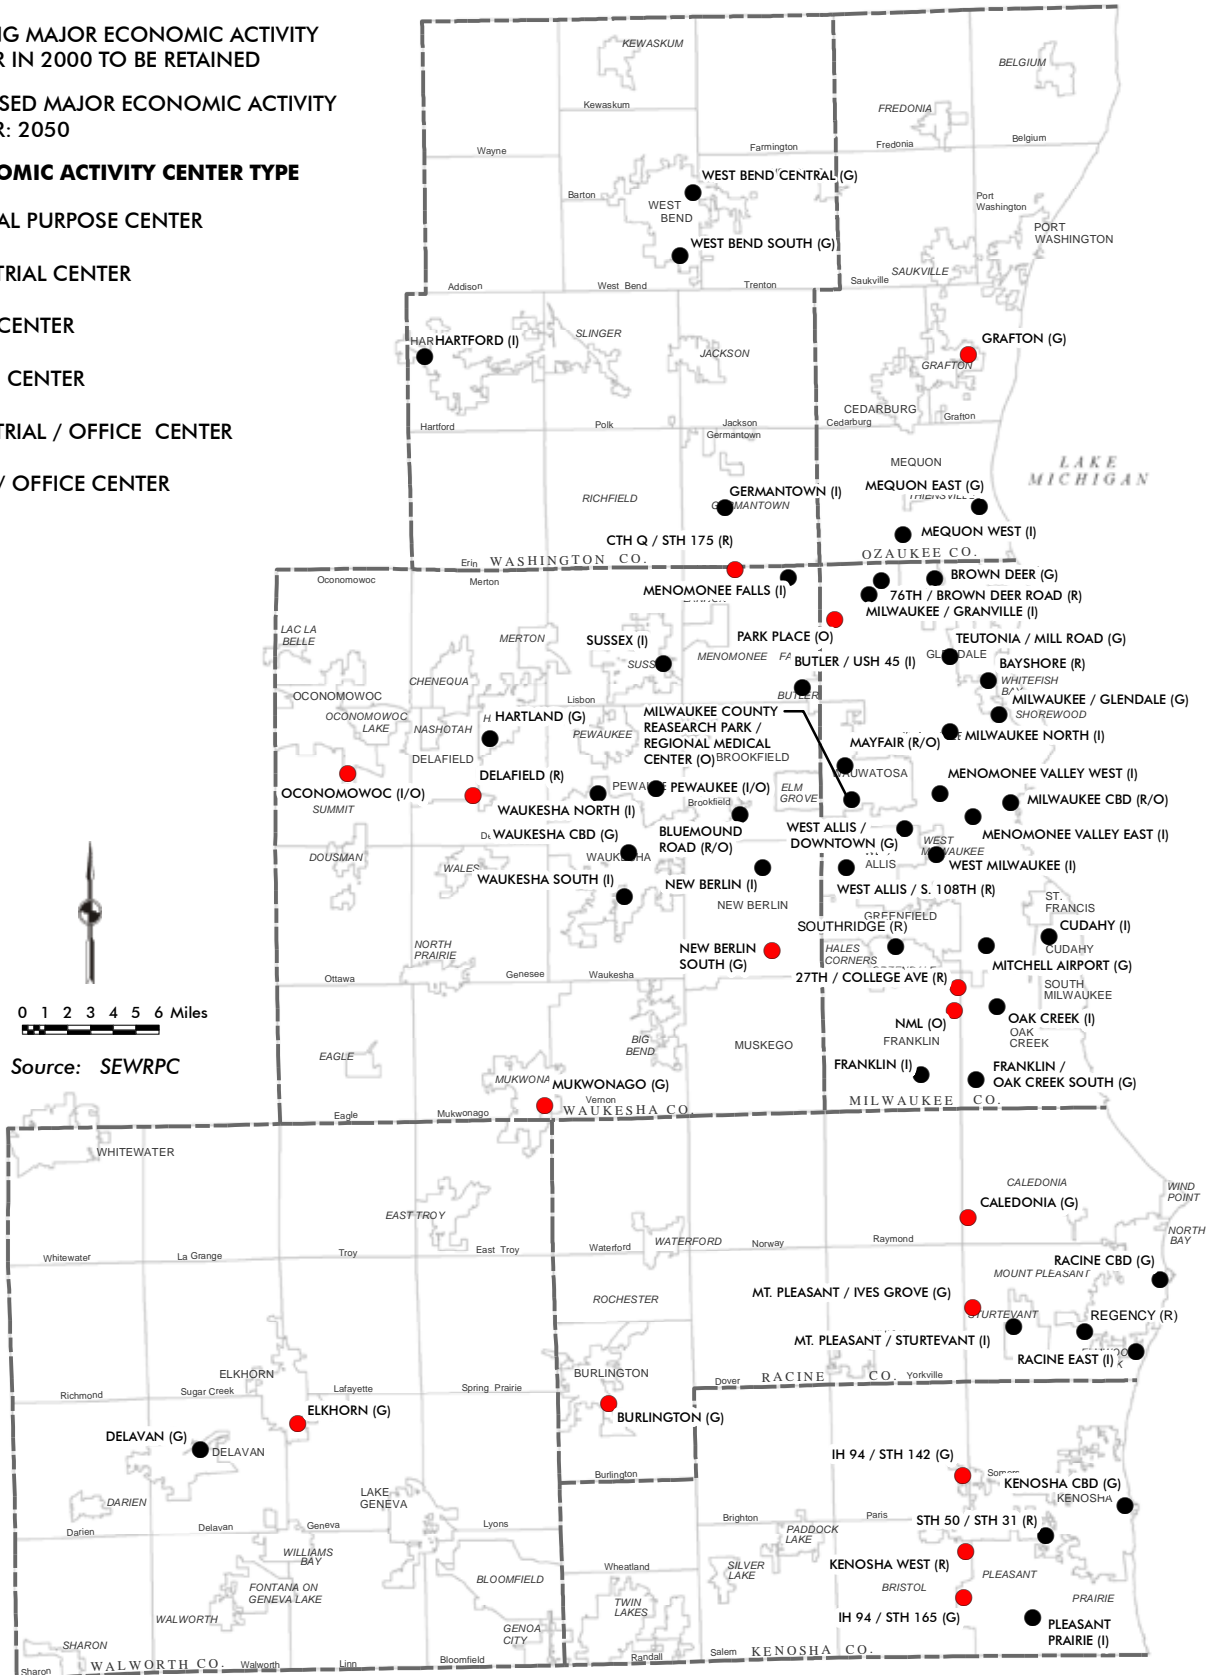 NG MAJOR ECONOMIC ACTIVITY
R IN 2000 TO BE RETAINED
SED MAJOR ECONOMIC ACTIVITY
R: 2050
OMIC ACTIVITY CENTER TYPE
AL PURPOSE CENTER
TRIAL CENTER
CENTER
CENTER
TRIAL / OFFICE CENTER
/ OFFICE CENTER
KEWASKUM
BELGIUM
Kewaskum
FREDONIA
Wayne
Farmington
Fredonia
Belgium
WEST BEND CENTRAL (G)
Barton
WEST
BEND
Port
Washington
PORT
WASHINGTON
WEST BEND SOUTH (G)
SAUKVILLE
Addison
West Bend
Trenton
Saukville
HARTFORD (I)
SLINGER
JACKSON
GRAFTON (G)
GRAFTON
CEDARBURG
Hartford
Polk
Jackson
Germantown
Cedarburg
Grafton
MEQUON
LAKE
MICHIGAN
RICHFIELD
GERMANTOWN (I)
MEQUON EAST (G)
THIENSVILLE
MEQUON WEST (I)
CTH Q / STH 175 (R)
Erin
WASHINGTON CO.
OZAUKEE CO.
Oconomowoc
Merton
MENOMONEE FALLS (I)
BROWN DEER (G)
76TH / BROWN DEER ROAD (R)
MILWAUKEE / GRANVILLE (I)
PARK PLACE (O)
TEUTONIA / MILL ROAD (G)
LAC LA
BELLE
MERTON
SUSSEX (I)
MENOMONEE
BUTLER / USH 45 (I)
BAYSHORE (R)
WHITEFISH
BAY
CHENEQUA
BUTLER
OCONOMOWOC
Lisbon
MILWAUKEE / GLENDALE (G)
SHOREWOOD
OCONOMOWOC
LAKE
NASHOTAH
HARTLAND (G)
PEWAUKEE
MILWAUKEE COUNTY
REASEARCH PARK /
REGIONAL MEDICAL
CENTER (O)
BROOKFIELD
MILWAUKEE NORTH (I)
MAYFAIR (R/O)
WAUWATOSA
DELAFIELD
DELAFIELD (R)
MENOMONEE VALLEY WEST (I)
OCONOMOWOC (I/O)
SUMMIT
PEWAUKEE (I/O)
ELM
GROVE
Brookfield
MILWAUKEE CBD (R/O)
WAUKESHA NORTH (I)
WAUKESHA CBD (G)
BLUEMOUND
ROAD (R/O)
WEST ALLIS /
DOWNTOWN (G)
MENOMONEE VALLEY EAST (I)
WEST
MILWAUKEE
DOUSMAN
WALES
WAUKESHA
WEST MILWAUKEE (I)
ALLIS
WAUKESHA SOUTH (I)
NEW BERLIN (I)
WEST ALLIS / S. 108TH (R)
NEW BERLIN
ST.
FRANCIS
GREENFIELD
SOUTHRIDGE (R)
CUDAHY (I)
CUDAHY
NORTH
PRAIRIE
NEW BERLIN
SOUTH (G)
HALES
CORNERS
MITCHELL AIRPORT (G)
Ottawa
Genesee
Waukesha
27TH / COLLEGE AVE (R)
SOUTH
MILWAUKEE
NML (O)
OAK CREEK (I)
OAK
CREEK
0 1 2 3 4 5 6 Miles
BIG
BEND
MUSKEGO
FRANKLIN
Source: SEWRPC
EAGLE
FRANKLIN (I)
FRANKLIN /
OAK CREEK SOUTH (G)
MUKWONAGO (G)
Eagle
Mukwonago
Vernon
WAUKESHA CO.
MILWAUKEE CO.
WHITEWATER
CALEDONIA
WIND
POINT
CALEDONIA (G)
EAST TROY
NORTH
BAY
Whitewater
La Grange
Troy
East Troy
Waterford
WATERFORD
Norway
Raymond
RACINE CBD (G)
MOUNT PLEASANT
MT. PLEASANT / IVES GROVE (G)
ROCHESTER
STURTEVANT
REGENCY (R)
MT. PLEASANT / STURTEVANT (I)
RACINE EAST (I)
ELKHORN
BURLINGTON
Dover
RACINE CO.
Yorkville
Richmond
Sugar Creek
Lafayette
Spring Prairie
ELKHORN (G)
BURLINGTON (G)
DELAVAN (G)
DELAVAN
IH 94 / STH 142 (G)
Somers
Burlington
KENOSHA CBD (G)
KENOSHA
DARIEN
LAKE
GENEVA
Darien
Delavan
Geneva
Lyons
Brighton
Paris
STH 50 / STH 31 (R)
PADDOCK
LAKE
WILLIAMS
BAY
Wheatland
SILVER
LAKE
KENOSHA WEST (R)
PLEASANT
FONTANA ON
GENEVA LAKE
BLOOMFIELD
BRISTOL
PRAIRIE
WALWORTH
TWIN
LAKES
IH 94 / STH 165 (G)
GENOA
CITY
PLEASANT
PRAIRIE (I)
SHARON
Sharon
WALWORTH CO.
Walworth
Linn
Bloomfield
Randall
Salem
KENOSHA CO.